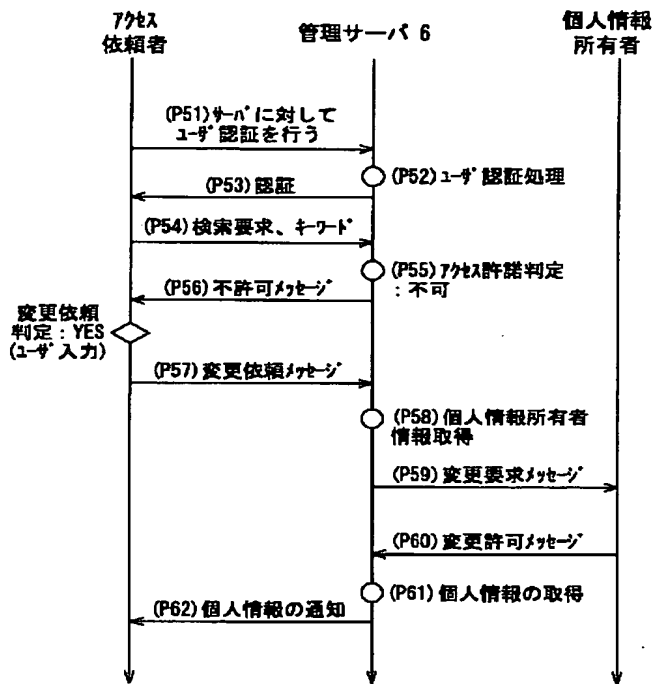 ｱｸｾｽ
依頼者
管理サーバ 6
個人情報
所有者
(P51)ｻｰﾊﾞに対して
ﾕｰｻﾞ認証を行う
(P52)ﾕｰｻﾞ認証処理
(P53)認証
(P54)検索要求、ｷｰﾜｰﾄﾞ
(P55)ｱｸｾｽ許諾判定
：不可
(P56)不許可ﾒｯｾｰｼﾞ
変更依頼
判定：YES
(ﾕｰｻﾞ入力)
(P57)変更依頼ﾒｯｾｰｼﾞ
(P58)個人情報所有者
情報取得
(P59)変更要求ﾒｯｾｰｼﾞ
(P60)変更許可ﾒｯｾｰｼﾞ
(P61)個人情報の取得
(P62)個人情報の通知